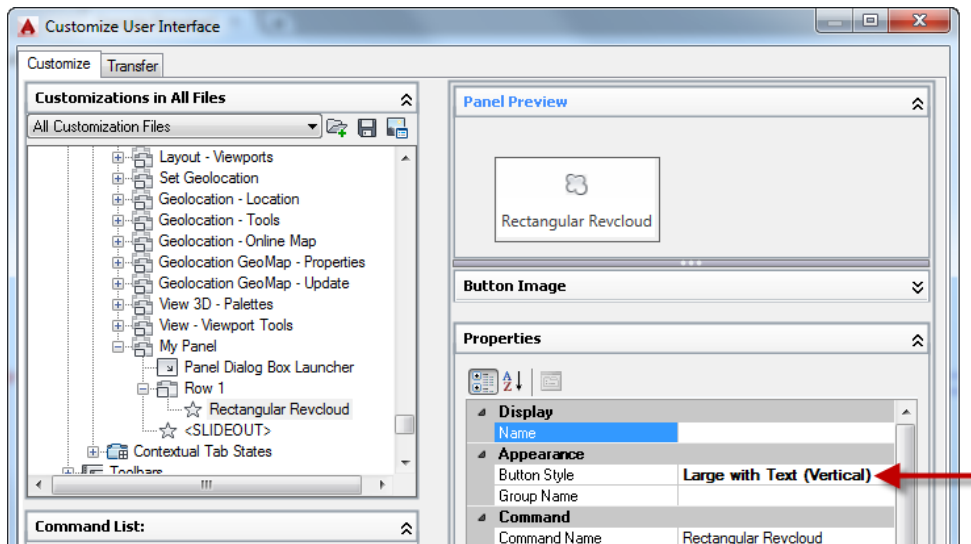 Customize User Interface
Customize Transfer
Customizations in All Files
All Customization Files
Layout - Viewports
Set Geolocation
Geolocation - Location
Geolocation - Tools
Geolocation - Online Map
Geolocation GeoMap - Properties
Geolocation GeoMap - Update
View 3D - Palettes
View - Viewport Tools
My Panel
Panel Dialog Box Launcher
Row 1
Rectangular Revcloud
<SLIDEOUT>
Contextual Tab States
Toolbars
Command List:
Panel Preview
Rectangular Revcloud
Button Image
Properties
Display
Name
Appearance
Button Style Large with Text (Vertical)
Group Name
Command
Command Name Rectangular Revcloud